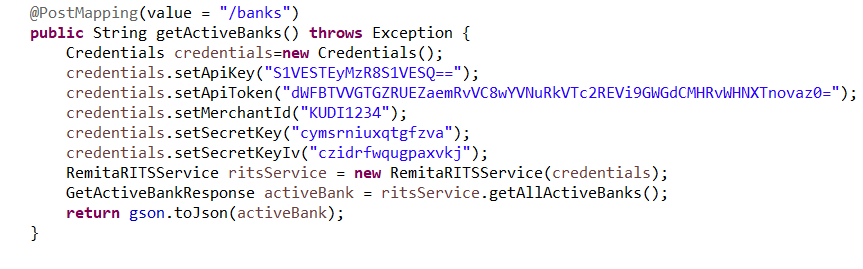 @PostMapping(value = "/banks")
public String getActiveBanks() throws Exception {
Credentials credentials=new Credentials();
credentials.setApiKey("S1VESTEyMzR8S1VESQ==");
credentials.setApiToken("dWFBTVVGTGZRUEZaemRvVC8wYVNuRkVTc2REVi9GWGdCMHRvWHNXTnovaz0=");
credentials.setMerchantId("KUDI1234");
credentials.setSecretKey("cymsrniuxqtgfzva");
credentials.setSecretKeyIv("czidrfwqugpaxvkj");
RemitaRITSService ritsService = new RemitaRITSService(credentials);
GetActiveBankResponse activeBank = ritsService.getAllActiveBanks();
return gson.toJson(activeBank);
}